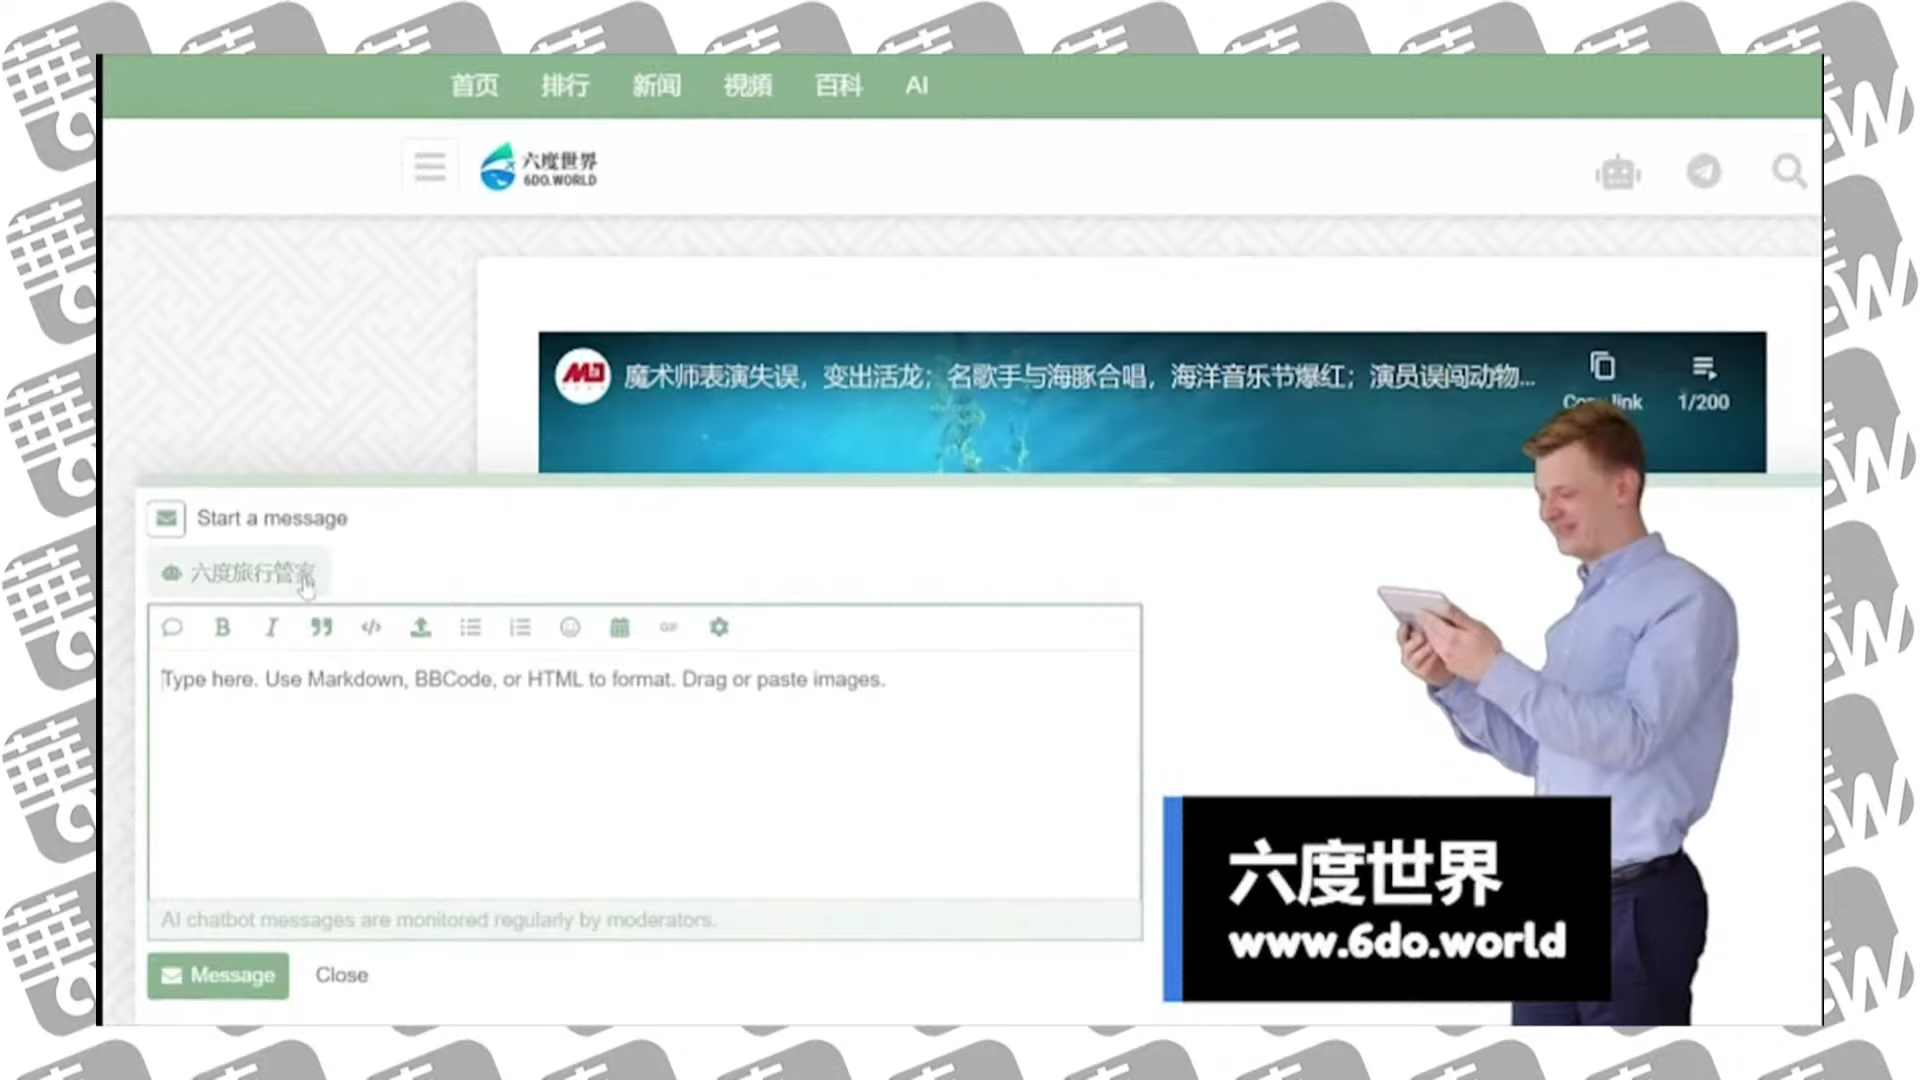 首页 排行 新闻 視頻 百科 AI
六度世界
6DO.WORLD
魔术师表演失误，变出活龙；名歌手与海豚合唱，海洋音乐节爆红；演员误闯动物...
1/200
Start a message
六度旅行管家
B I GIF
Type here. Use Markdown, BBCode, or HTML to format. Drag or paste images.
AI chatbot messages are monitored regularly by moderators.
Message Close
六度世界
www.6do.world